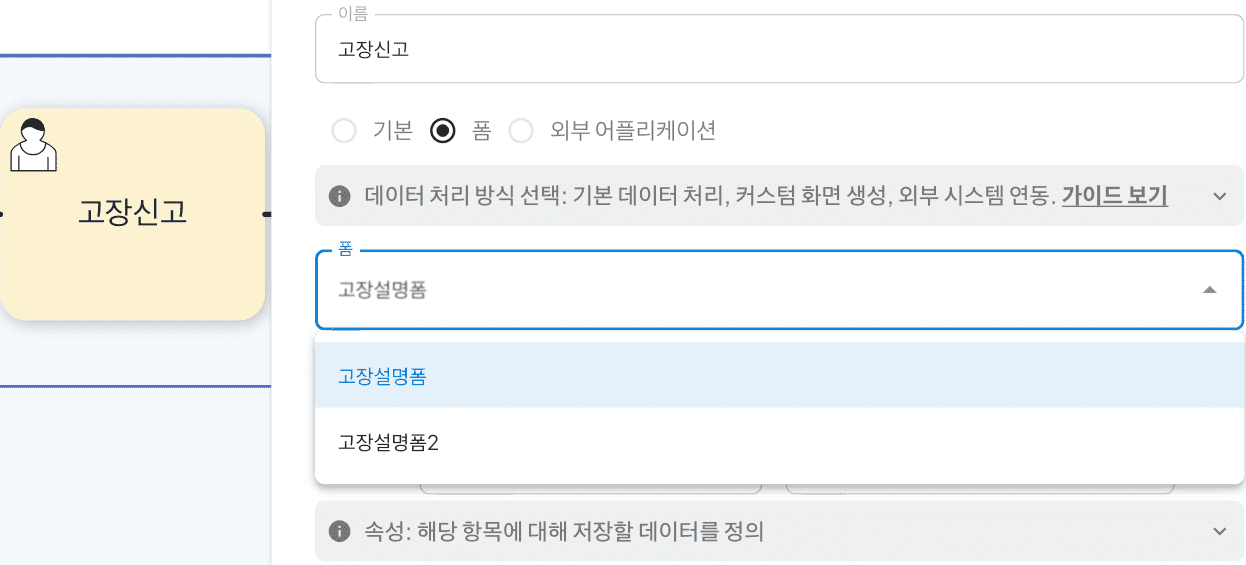 이름
고장신고
기본 폼 외부 어플리케이션
고장신고
데이터 처리 방식 선택: 기본 데이터 처리, 커스텀 화면 생성, 외부 시스템 연동. 가이드 보기
폼
고장설명폼
고장설명폼
고장설명폼2
속성: 해당 항목에 대해 저장할 데이터를 정의